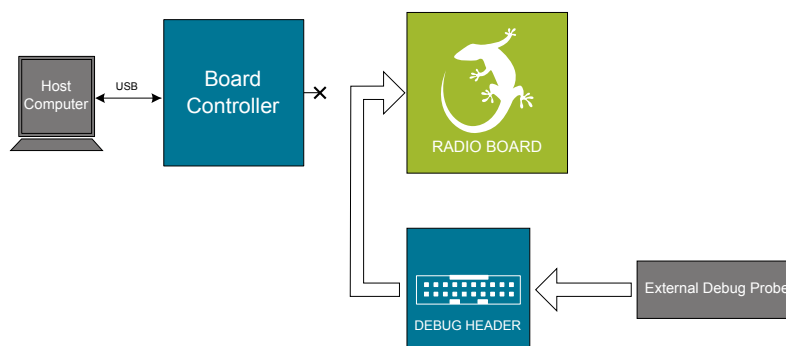 Host
Computer
USB
Board
Controller
RADIO BOARD
DEBUG HEADER
External Debug Probe